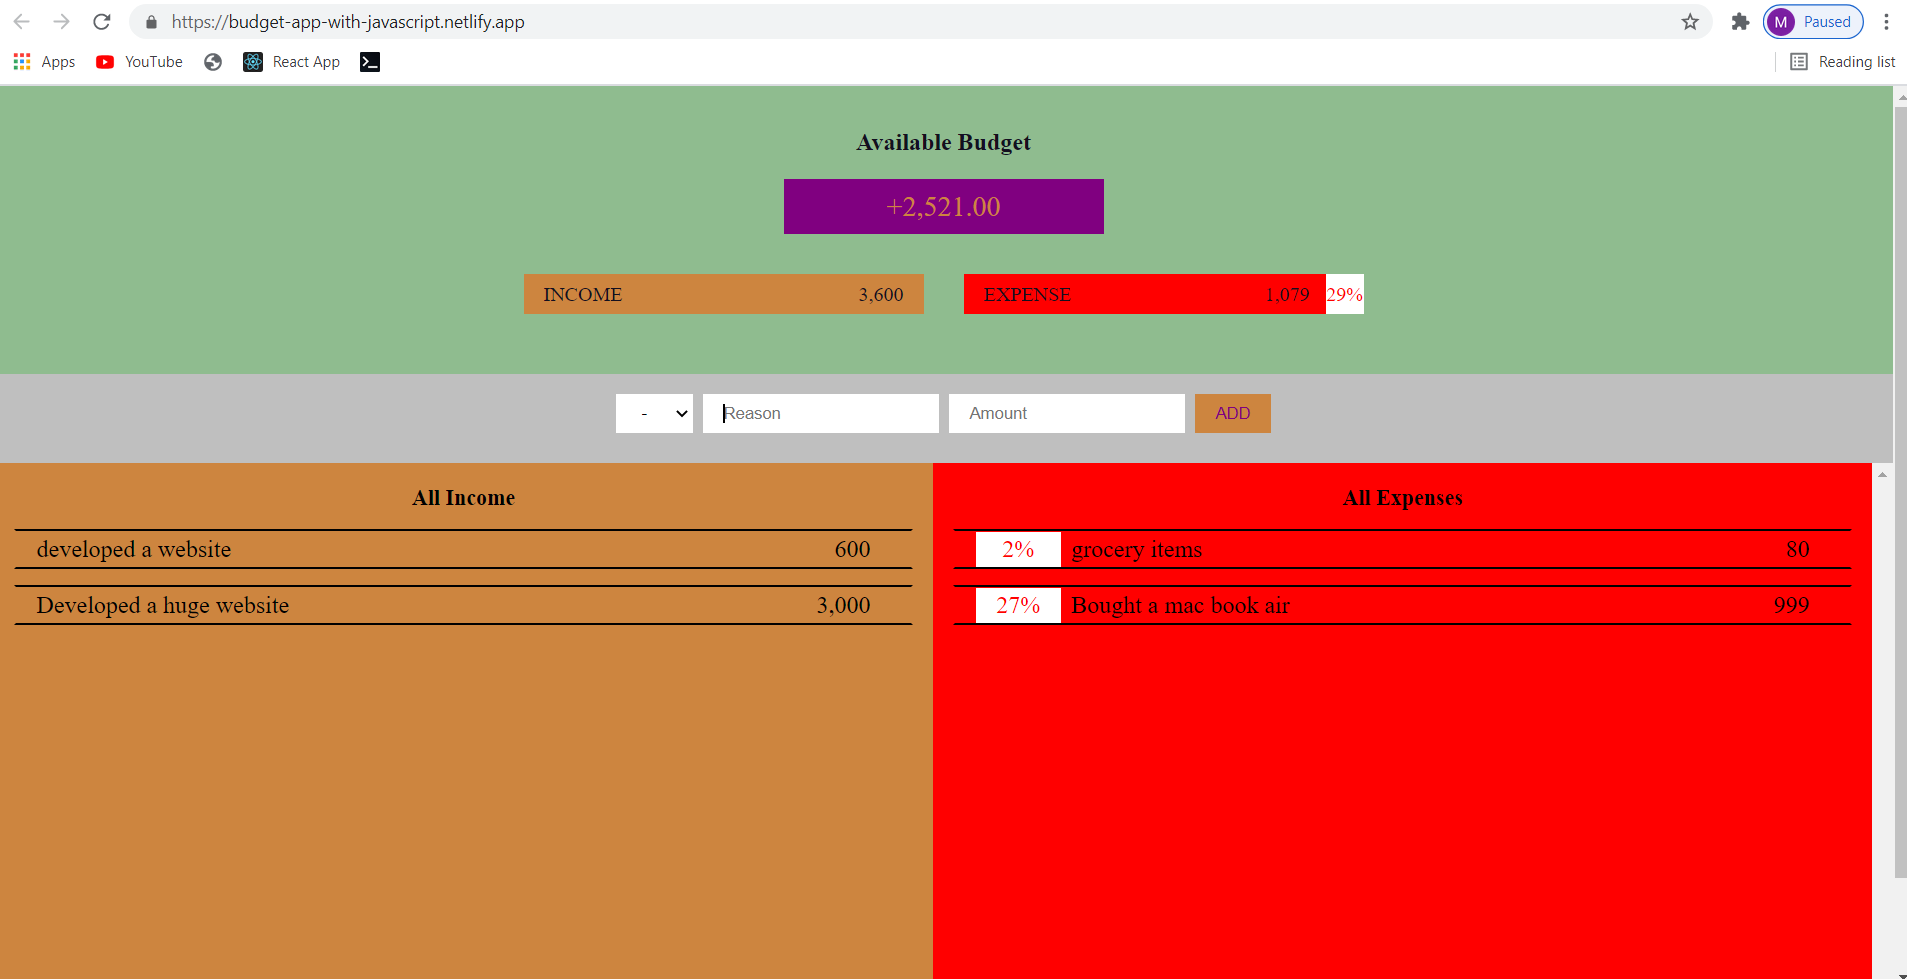 https://budget-app-with-javascript.netlify.app
M Paused
Apps YouTube React App Reading list
Available Budget
+2,521.00
INCOME 3,600 EXPENSE 1,079 29%
- Reason Amount ADD
All Income
developed a website 600
Developed a huge website 3,000
All Expenses
2% grocery items 80
27% Bought a mac book air 999